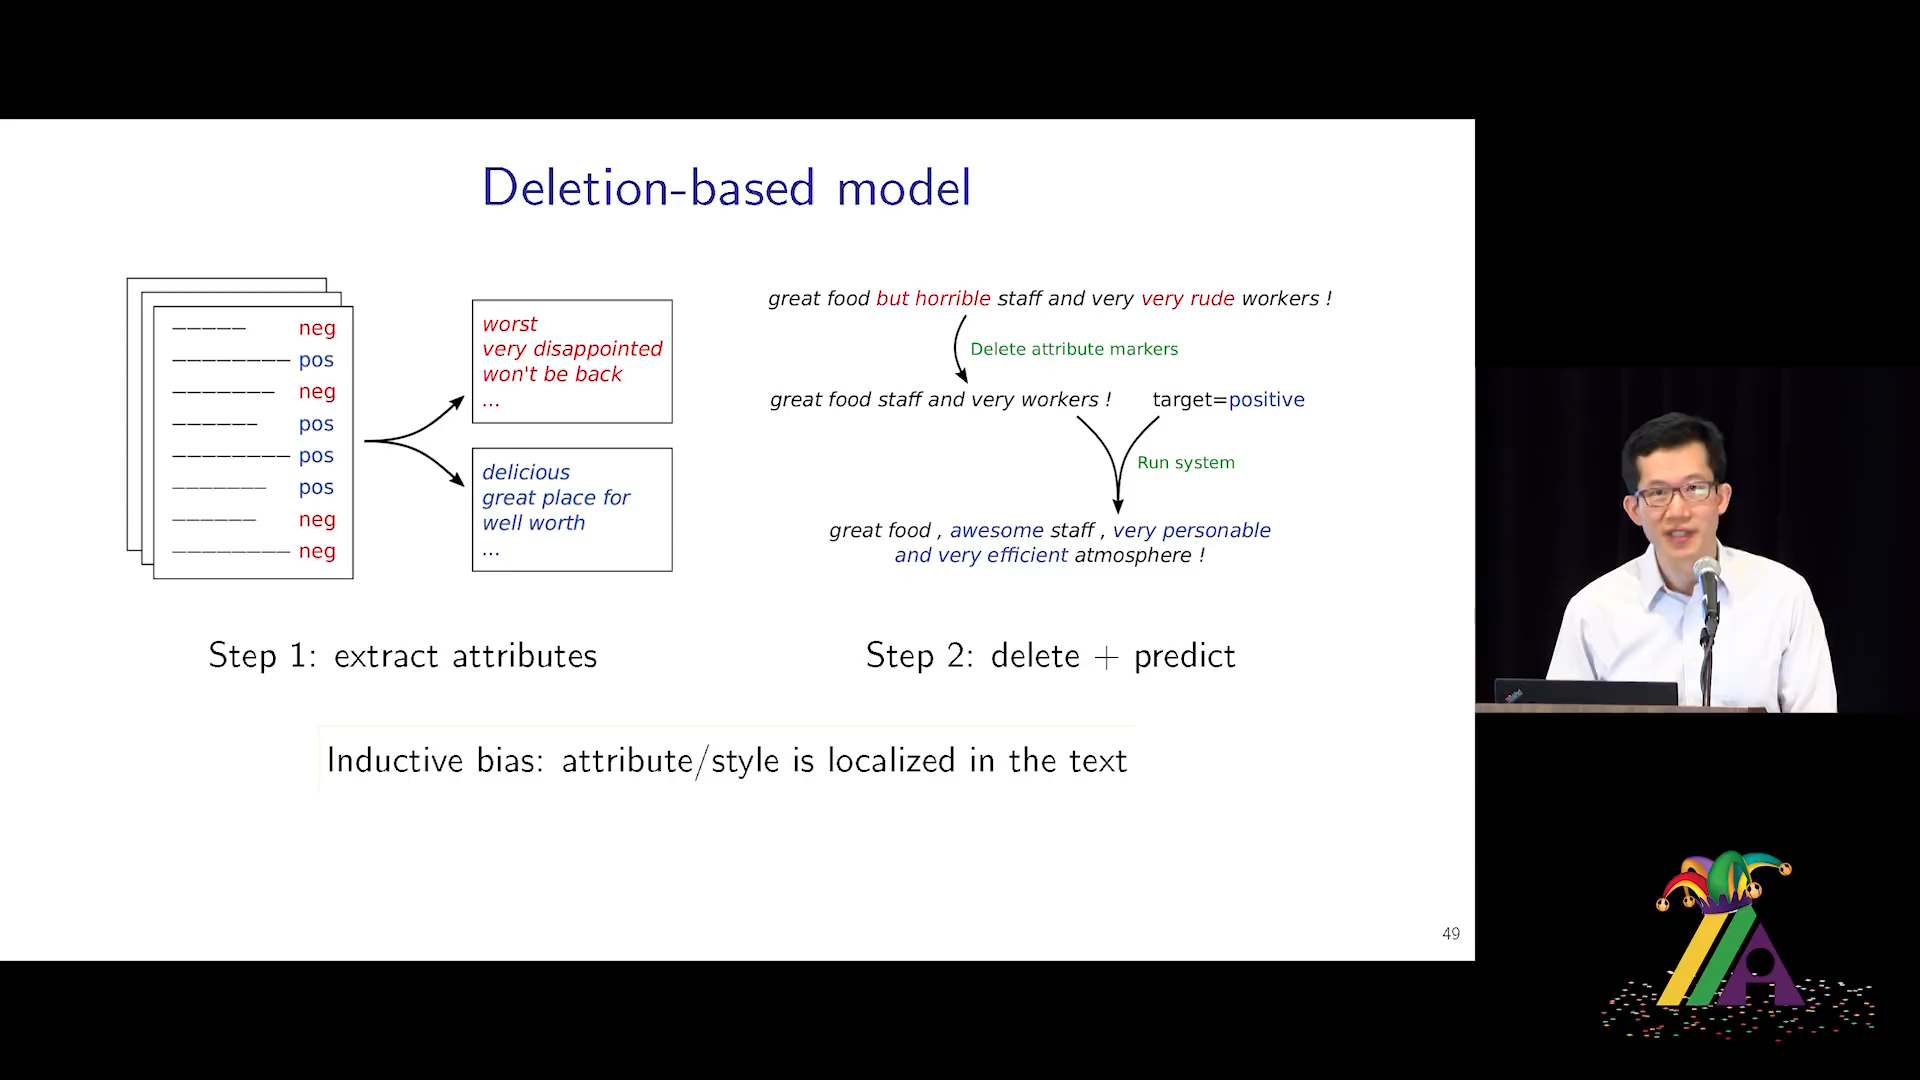 Deletion-based model
neg
pos
neg
pos
pos
pos
neg
neg
worst
very disappointed
won't be back
...
delicious
great place for
well worth
...
Step 1: extract attributes
great food but horrible staff and very very rude workers !
Delete attribute markers
great food staff and very workers ! target=positive
Run system
great food , awesome staff , very personable
and very efficient atmosphere !
Step 2: delete + predict
Inductive bias: attribute/style is localized in the text
49